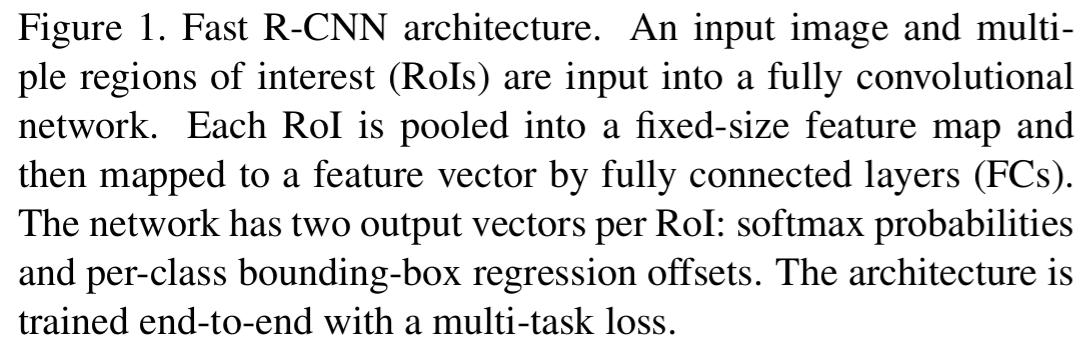 Figure 1. Fast R-CNN architecture. An input image and multi-
ple regions of interest (RoIs) are input into a fully convolutional
network. Each RoI is pooled into a fixed-size feature map and
then mapped to a feature vector by fully connected layers (FCs).
The network has two output vectors per RoI: softmax probabilities
and per-class bounding-box regression offsets. The architecture is
trained end-to-end with a multi-task loss.